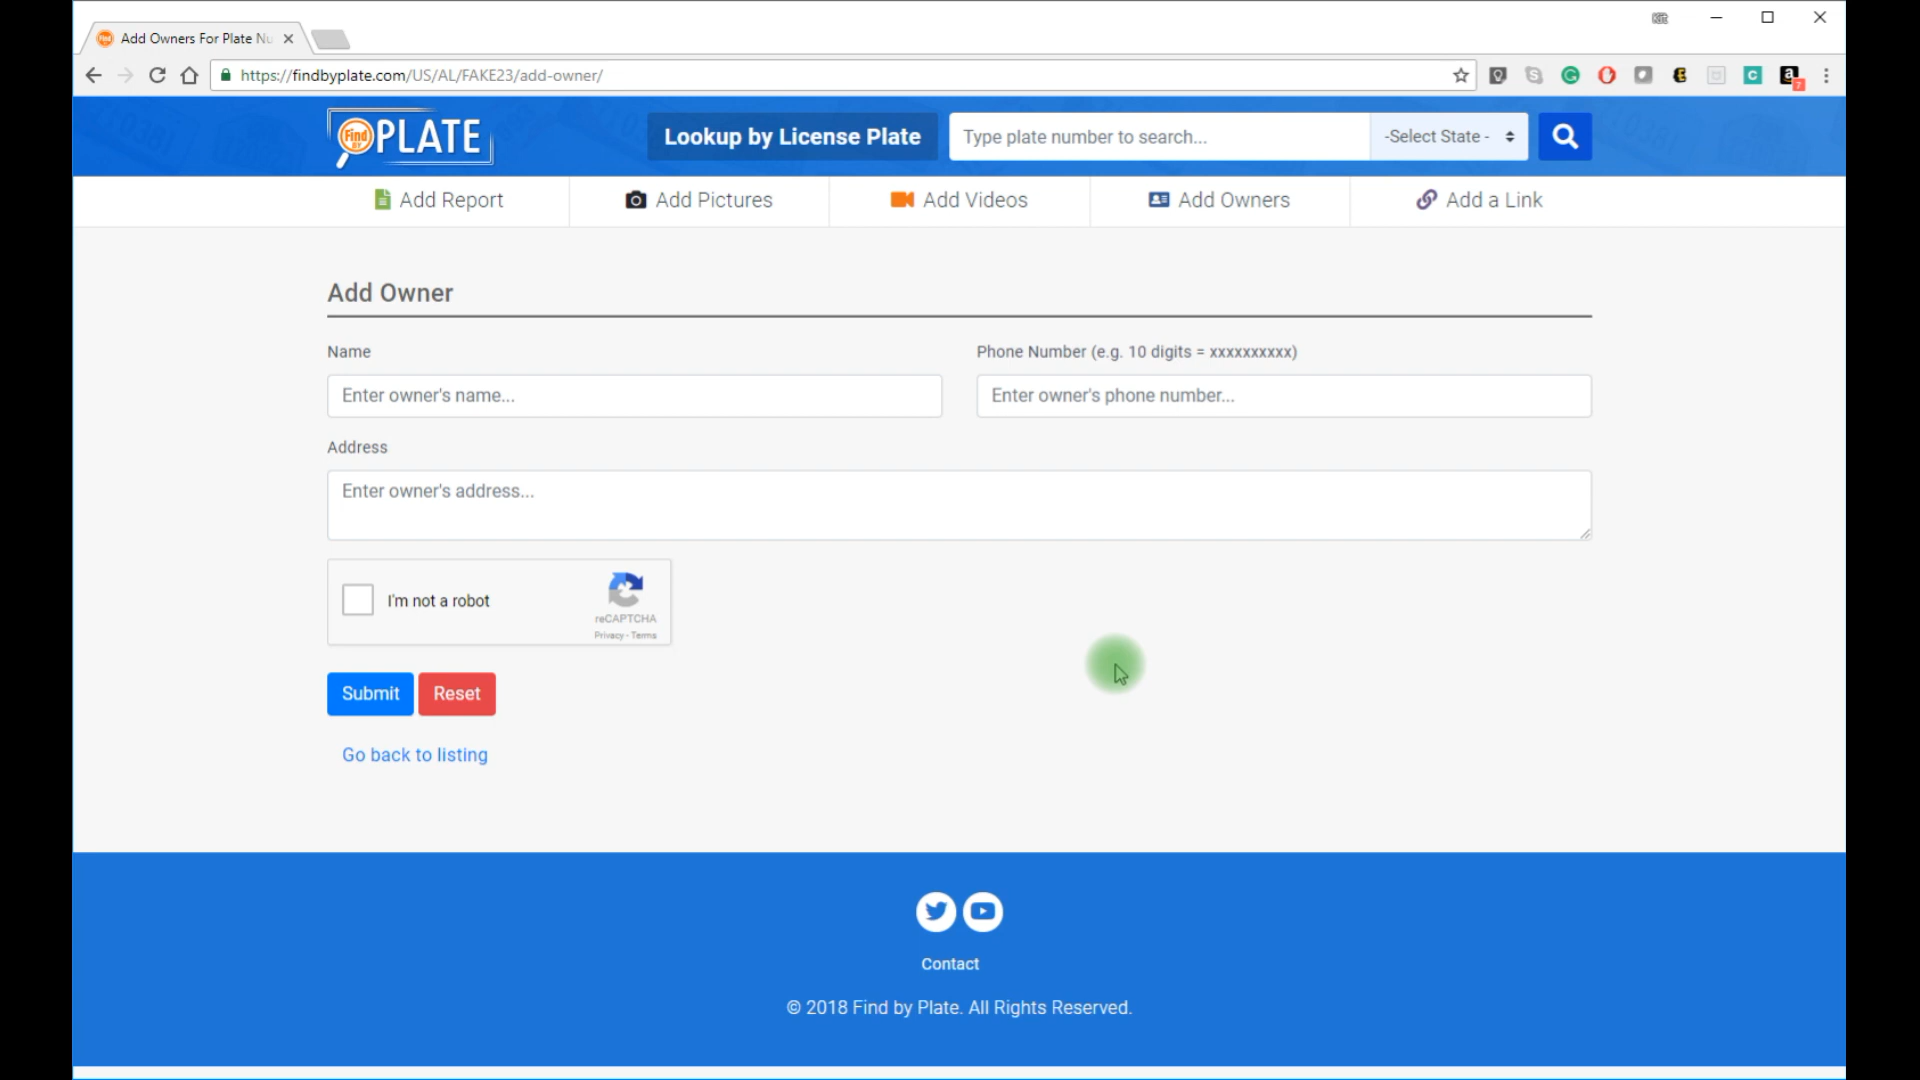 Add Owners For Plate Nu
https://findbyplate.com/US/AL/FAKE23/add-owner/
7
Find BY PLATE
Lookup by License Plate
Type plate number to search...
-Select State -
Add Report
Add Pictures
Add Videos
Add Owners
Add a Link
Add Owner
Name
Phone Number (e.g. 10 digits = xxxxxxxxxx)
Enter owner's name...
Enter owner's phone number...
Address
Enter owner's address...
I'm not a robot
reCAPTCHA
Privacy - Terms
Submit
Reset
Go back to listing
Contact
© 2018 Find by Plate. All Rights Reserved.